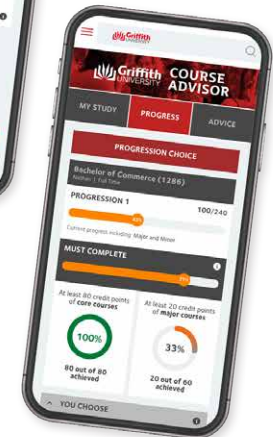 Griffith
UNIVERSITY
Griffith
UNIVERSITY
COURSE
ADVISOR
MY STUDY
PROGRESS
ADVICE
PROGRESSION CHOICE
Bachelor of Commerce (1286)
PROGRESSION 1
100/240
Current progress including Major and Minor
MUST COMPLETE
At least 80 credit points
of core courses
100%
80 out of 80
achieved
At least 20 credit points
of major courses
33%
20 out of 60
achieved
YOU CHOOSE